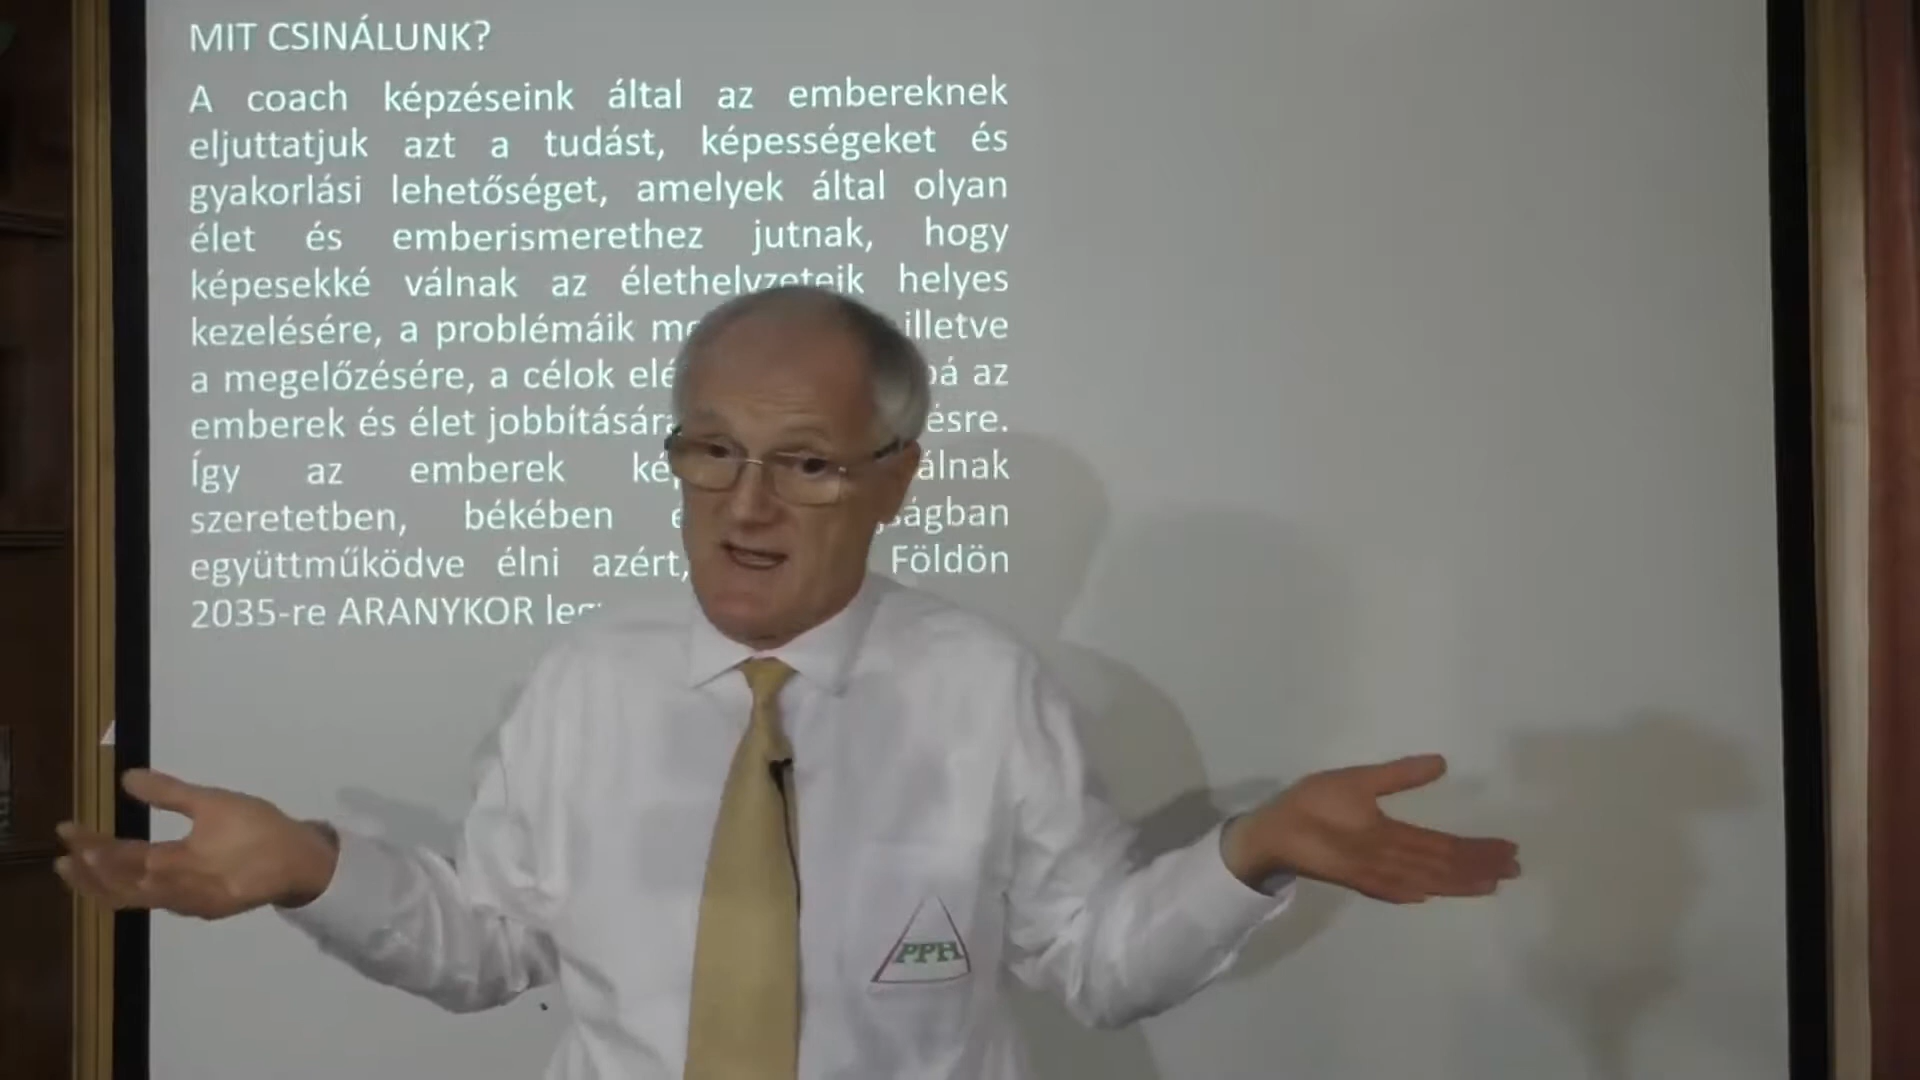 MIT CSINÁLUNK?
A coach képzéseink által az embereknek
eljuttatjuk azt a tudást, képességeket és
gyakorlási lehetőséget, amelyek által olyan
élet és emberismerethez jutnak, hogy
képesekké válnak az élethelyzeteik helyes
kezelésére, a problémáik illetve
a megelőzésére, a célok az
emberek és élet jobbítására
Így az emberek
szeretetben, békében
együttműködve élni azért, Földön
2035-re ARANYKOR
PPH